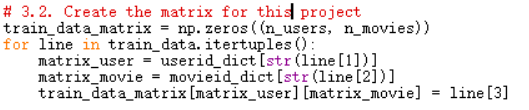 # 3.2. Create the matrix for this project
train_data_matrix = np.zeros((n_users, n_movies))
for line in train_data.itertuples():
    matrix_user = userid_dict[str(line[1])]
    matrix_movie = movieid_dict[str(line[2])]
    train_data_matrix[matrix_user][matrix_movie] = line[3]